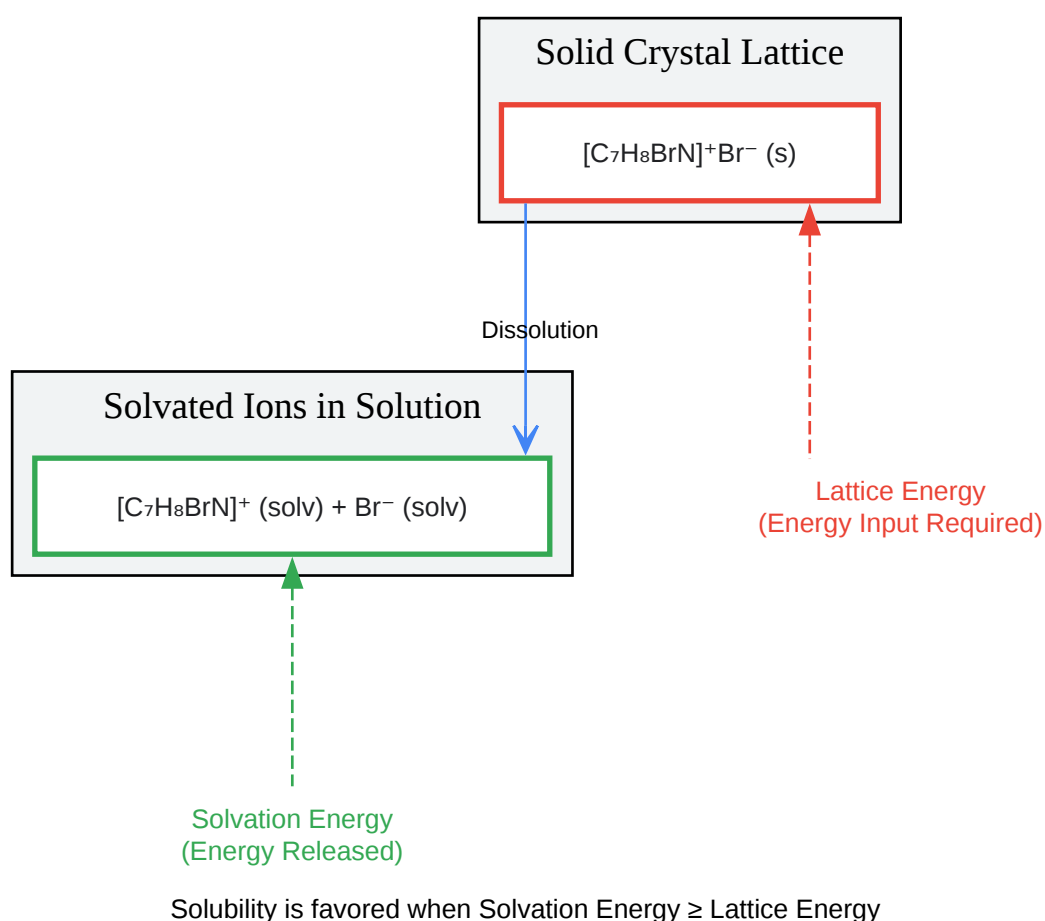 Solid Crystal Lattice
[C₇H₈BrN]⁺Br⁻ (s)
Dissolution
Solvated Ions in Solution
[C₇H₈BrN]⁺ (solv) + Br⁻ (solv)
Lattice Energy
(Energy Input Required)
Solvation Energy
(Energy Released)
Solubility is favored when Solvation Energy ≥ Lattice Energy